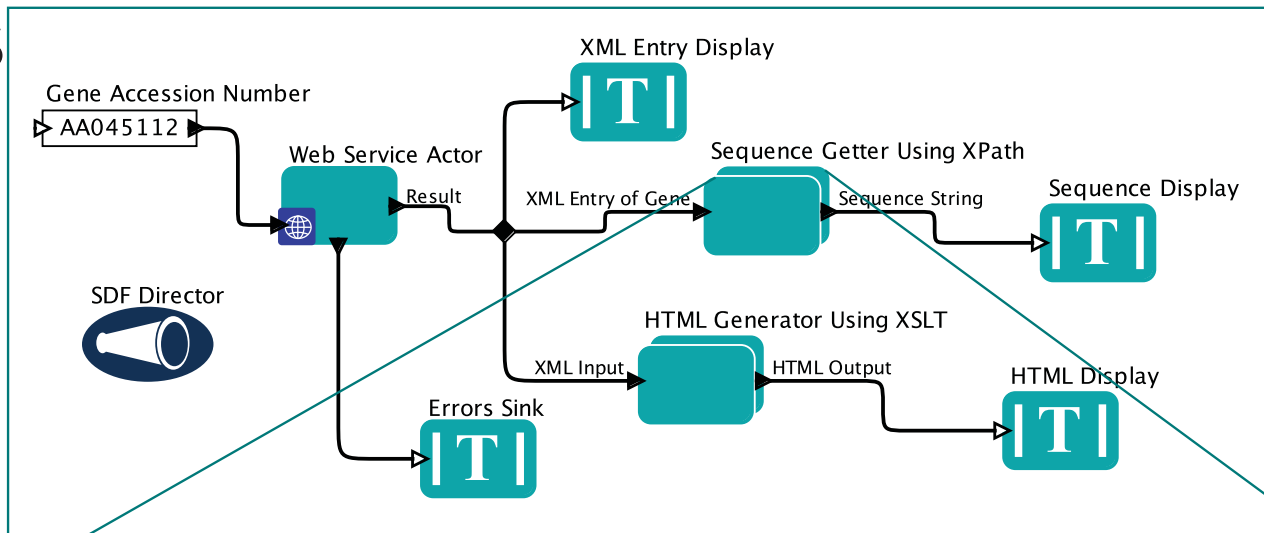 XML Entry Display
T
Gene Accession Number
AA045112
Web Service Actor
Sequence Getter Using XPath
Result
XML Entry of Gene
Sequence String
Sequence Display
T
SDF Director
HTML Generator Using XSLT
XML Input
HTML Output
HTML Display
T
Errors Sink
T